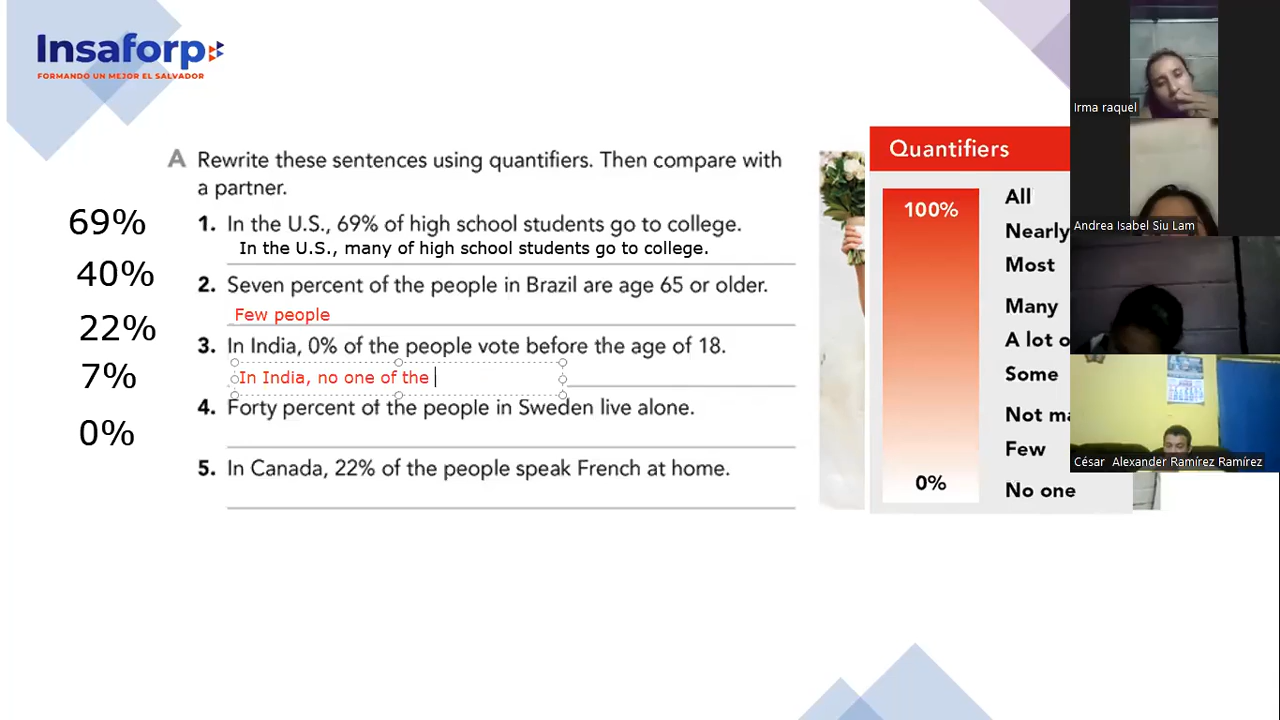 Insaforp
FORMANDO UN MEJOR EL SALVADOR
A Rewrite these sentences using quantifiers. Then compare with
a partner.
69%
40%
22%
7%
0%
1. In the U.S., 69% of high school students go to college.
In the U.S., many of high school students go to college.
2. Seven percent of the people in Brazil are age 65 or older.
Few people
3. In India, 0% of the people vote before the age of 18.
In India, no one of the
4. Forty percent of the people in Sweden live alone.
5. In Canada, 22% of the people speak French at home.
Quantifiers
100%
0%
All
Nearly
Most
Many
A lot o
Some
Not ma
Few
No one
Irma raquel
Andrea Isabel Siu Lam
César Alexander Ramírez Ramírez